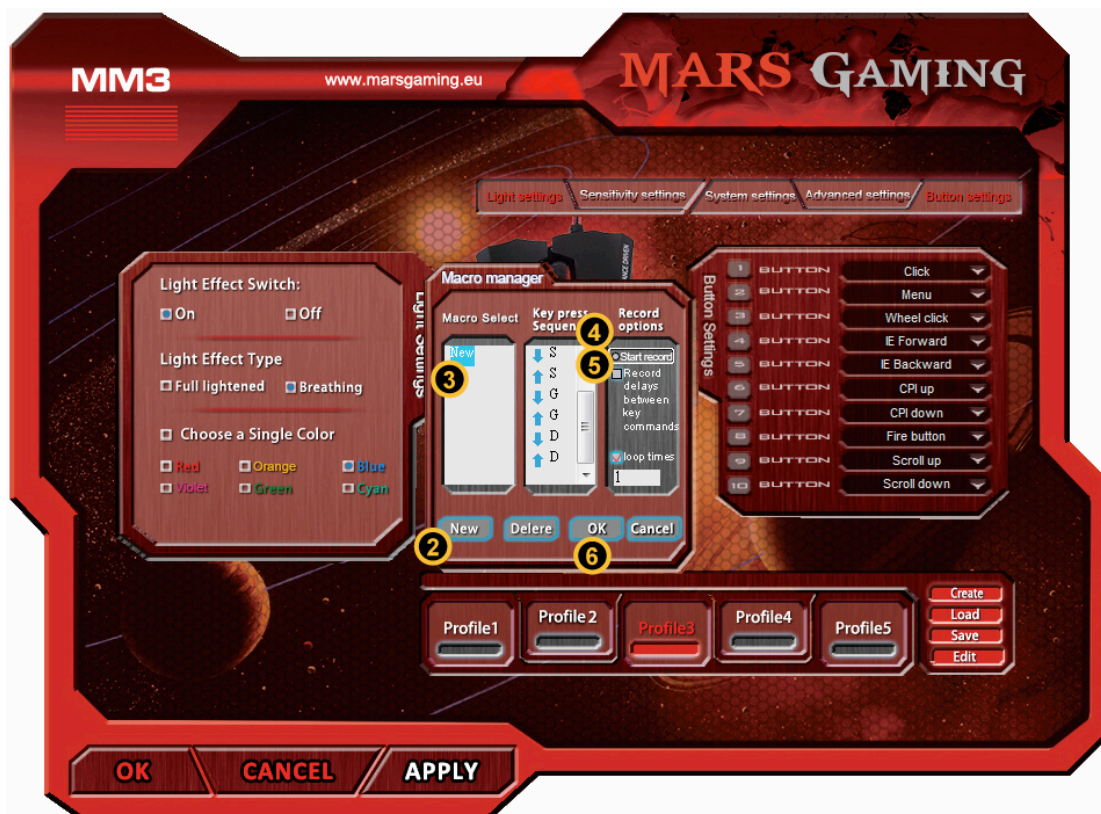 MM3
www.marsgaming.eu
MARS GAMING
Light settings
Sensitivity settings
System settings
Advanced settings
Button settings
Light Effect Switch:
On
Off
Light Effect Type
Full lightened
Breathing
Choose a Single Color
Red
Orange
Blue
Violet
Green
Cyan
Light Settings
Macro manager
Macro Select
Key press
Sequen
Record
options
4
New
3
S
S
G
G
D
D
5
Start record
Record
delays
between
key
commands
loop times
1
New
Delere
OK
Cancel
2
6
Button Settings
1 BUTTON Click
2 BUTTON Menu
3 BUTTON Wheel click
4 BUTTON IE Forward
5 BUTTON IE Backward
6 BUTTON CPI up
7 BUTTON CPI down
8 BUTTON Fire button
9 BUTTON Scroll up
10 BUTTON Scroll down
Profile1
Profile 2
Profile3
Profile4
Profile5
Create
Load
Save
Edit
OK
CANCEL
APPLY